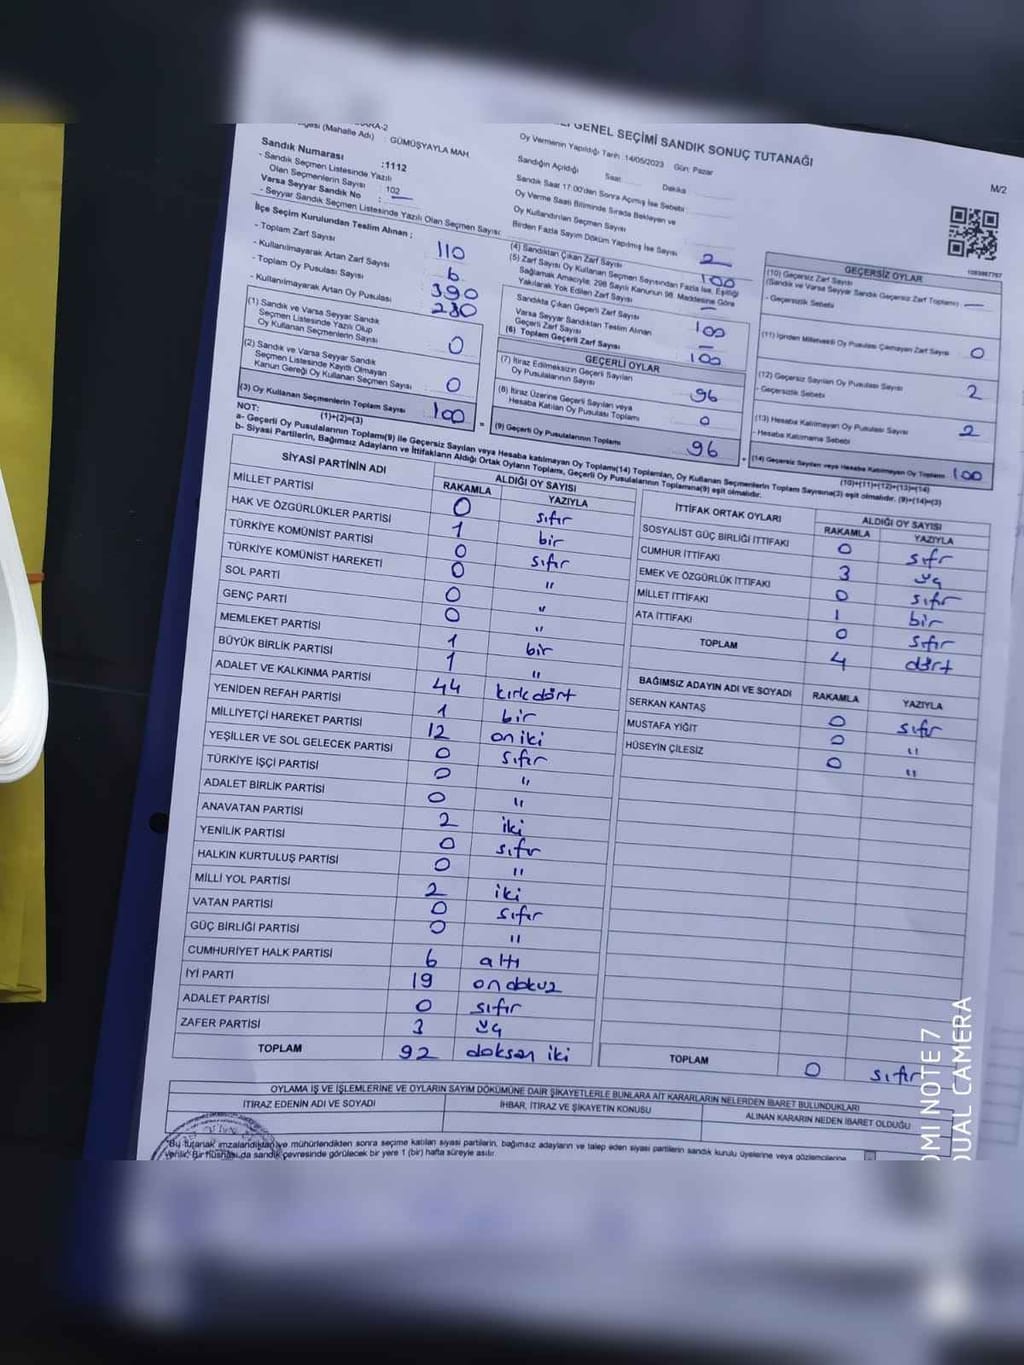 GENEL SEÇİMİ SANDIK SONUÇ TUTANAĞI
M/2
(Mahalle Adı) : GÜMÜŞYAYLA MAH.
Sandık Numarası :1112
- Sandık Seçmen Listesinde Yazılı
Olan Seçmenlerin Sayısı : 102
Varsa Seyyar Sandık No : —
- Seyyar Sandık Seçmen Listesinde Yazılı Olan Seçmen Sayısı:
Oy Vermenin Yapıldığı Tarih :14/05/2023 Gün: Pazar
Sandığın Açıldığı Saat Dakika
Sandık Saat 17.00'den Sonra Açılmış İse Sebebi
Oy Verme Saati Bitiminde Sırada Bekleyen ve
Oy Kullandırılan Seçmen Sayısı
Birden Fazla Sayım Döküm Yapılmış İse Sayısı 2
İlçe Seçim Kurulundan Teslim Alınan ;
- Toplam Zarf Sayısı 110
- Kullanılmayarak Artan Zarf Sayısı 6
- Toplam Oy Pusulası Sayısı 390
- Kullanılmayarak Artan Oy Pusulası 280
(1) Sandık ve Varsa Seyyar Sandık
Seçmen Listesinde Yazılı Olup
Oy Kullanan Seçmenlerin Sayısı 0
(2) Sandık ve Varsa Seyyar Sandık
Seçmen Listesinde Kayıtlı Olmayan
Kanun Gereği Oy Kullanan Seçmen Sayısı 0
(3) Oy Kullanan Seçmenlerin Toplam Sayısı 100
(1)+(2)=(3)
(4) Sandıktan Çıkan Zarf Sayısı 100
(5) Zarf Sayısı Oy Kullanan Seçmen Sayısından Fazla İse, Eşitliği
Sağlamak Amacıyla; 298 Sayılı Kanunun 98. Maddesine Göre
Yakılarak Yok Edilen Zarf Sayısı —
Sandıkta Çıkan Geçerli Zarf Sayısı 100
Varsa Seyyar Sandıktan Teslim Alınan
Geçerli Zarf Sayısı —
(6) Toplam Geçerli Zarf Sayısı 100
GEÇERLİ OYLAR
(7) İtiraz Edilmeksizin Geçerli Sayılan
Oy Pusulalarının Sayısı 96
(8) İtiraz Üzerine Geçerli Sayılan veya
Hesaba Katılan Oy Pusulası Toplamı 0
(9) Geçerli Oy Pusulalarının Toplamı 96
1083967757
GEÇERSİZ OYLAR
(10) Geçersiz Zarf Sayısı
(Sandık ve Varsa Seyyar Sandık Geçersiz Zarf Toplamı) —
- Geçersizlik Sebebi
(11) İçinden Milletvekili Oy Pusulası Çıkmayan Zarf Sayısı 0
(12) Geçersiz Sayılan Oy Pusulası Sayısı 2
- Geçersizlik Sebebi
(13) Hesaba Katılmayan Oy Pusulası Sayısı 2
- Hesaba Katılmama Sebebi
(14) Geçersiz Sayılan veya Hesaba Katılmayan Oy Toplamı 100
(10)+(11)+(12)+(13)=(14)
NOT:
a- Geçerli Oy Pusulalarının Toplamı(9) ile Geçersiz Sayılan veya Hesaba katılmayan Oy Toplamı(14) Toplamları, Oy Kullanan Seçmenlerin Toplam Sayısına(3) eşit olmalıdır. (9)+(14)=(3)
b- Siyasi Partilerin, Bağımsız Adayların ve İttifakların Aldığı Ortak Oyların Toplamı, Geçerli Oy Pusulalarının Toplamına(9) eşit olmalıdır.
SİYASİ PARTİNİN ADI ALDIĞI OY SAYISI
RAKAMLA YAZIYLA
MİLLET PARTİSİ 0 sıfır
HAK VE ÖZGÜRLÜKLER PARTİSİ 1 bir
TÜRKİYE KOMÜNİST PARTİSİ 0 sıfır
TÜRKİYE KOMÜNİST HAREKETİ 0 "
SOL PARTİ 0 "
GENÇ PARTİ 0 "
MEMLEKET PARTİSİ 1 bir
BÜYÜK BİRLİK PARTİSİ 1 "
ADALET VE KALKINMA PARTİSİ 44 kırkdört
YENİDEN REFAH PARTİSİ 1 bir
MİLLİYETÇİ HAREKET PARTİSİ 12 on iki
YEŞİLLER VE SOL GELECEK PARTİSİ 0 sıfır
TÜRKİYE İŞÇİ PARTİSİ 0 "
ADALET BİRLİK PARTİSİ 0 "
ANAVATAN PARTİSİ 2 iki
YENİLİK PARTİSİ 0 sıfır
HALKIN KURTULUŞ PARTİSİ 0 "
MİLLİ YOL PARTİSİ 2 iki
VATAN PARTİSİ 0 sıfır
GÜÇ BİRLİĞİ PARTİSİ 0 "
CUMHURİYET HALK PARTİSİ 6 altı
İYİ PARTİ 19 ondokuz
ADALET PARTİSİ 0 sıfır
ZAFER PARTİSİ 3 üç
TOPLAM 92 doksan iki
İTTİFAK ORTAK OYLARI ALDIĞI OY SAYISI
RAKAMLA YAZIYLA
SOSYALİST GÜÇ BİRLİĞİ İTTİFAKI 0 sıfır
CUMHUR İTTİFAKI 3 üç
EMEK VE ÖZGÜRLÜK İTTİFAKI 0 sıfır
MİLLET İTTİFAKI 1 bir
ATA İTTİFAKI 0 sıfır
TOPLAM 4 dört
BAĞIMSIZ ADAYIN ADI VE SOYADI RAKAMLA YAZIYLA
SERKAN KANTAŞ 0 sıfır
MUSTAFA YİĞİT 0 "
HÜSEYİN ÇİLESİZ 0 "
TOPLAM 0 sıfır
OYLAMA İŞ VE İŞLEMLERİNE VE OYLARIN SAYIM DÖKÜMÜNE DAİR ŞİKAYETLERLE BUNLARA AİT KARARLARIN NELERDEN İBARET BULUNDUKLARI
İTİRAZ EDENİN ADI VE SOYADI İHBAR, İTİRAZ VE ŞİKAYETİN KONUSU ALINAN KARARIN NEDEN İBARET OLDUĞU
"Bu tutanak imzalandıktan ve mühürlendikten sonra seçime katılan siyasi partilerin, bağımsız adayların ve talep eden siyasi partilerin sandık kurulu üyelerine veya gözlemcilerine
verilir. Bir nüshası da sandık çevresinde görülecek bir yere 1 (bir) hafta süreyle asılır.
OMI NOTE 7
DUAL CAMERA